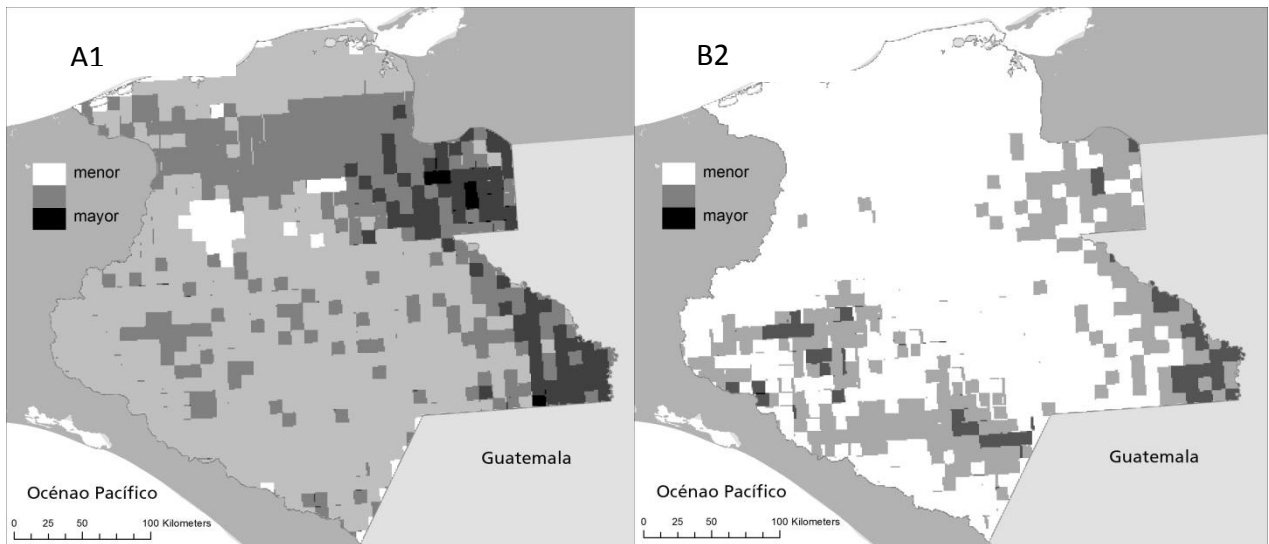 A1
menor
mayor
Guatemala
Océnao Pacífico
0 25 50 100 Kilometers
B2
menor
mayor
Guatemala
Océnao Pacífico
0 25 50 100 Kilometers